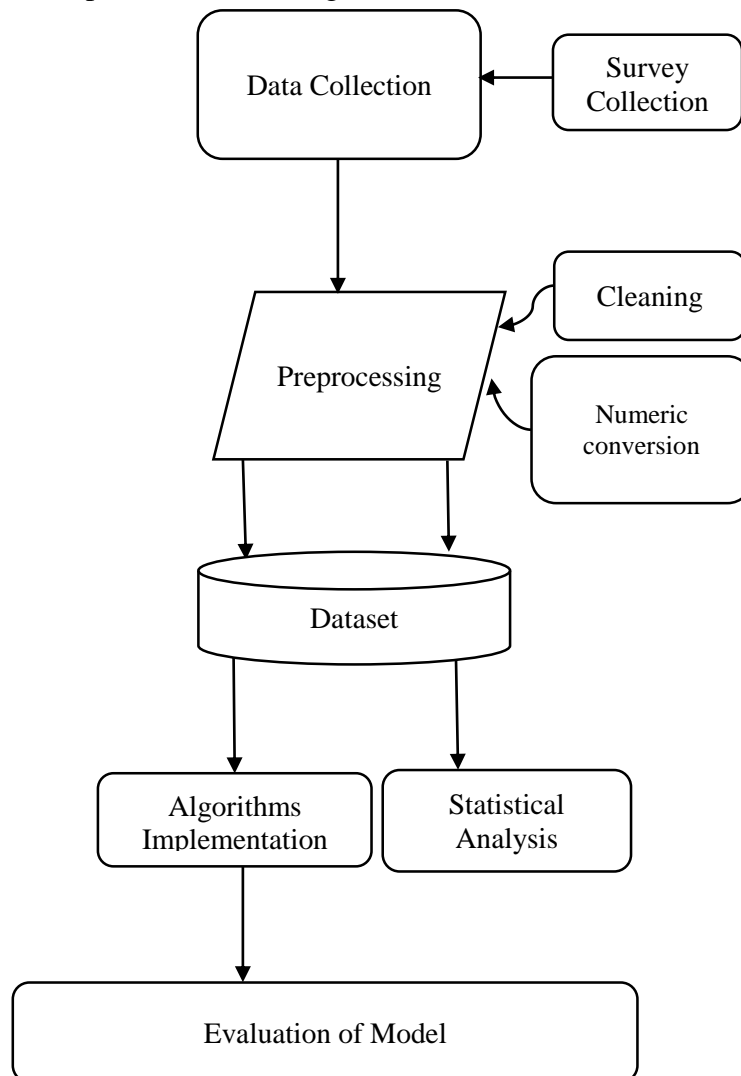 Data Collection
Survey
Collection
Cleaning
Preprocessing
Numeric
conversion
Dataset
Algorithms
Implementation
Statistical
Analysis
Evaluation of Model